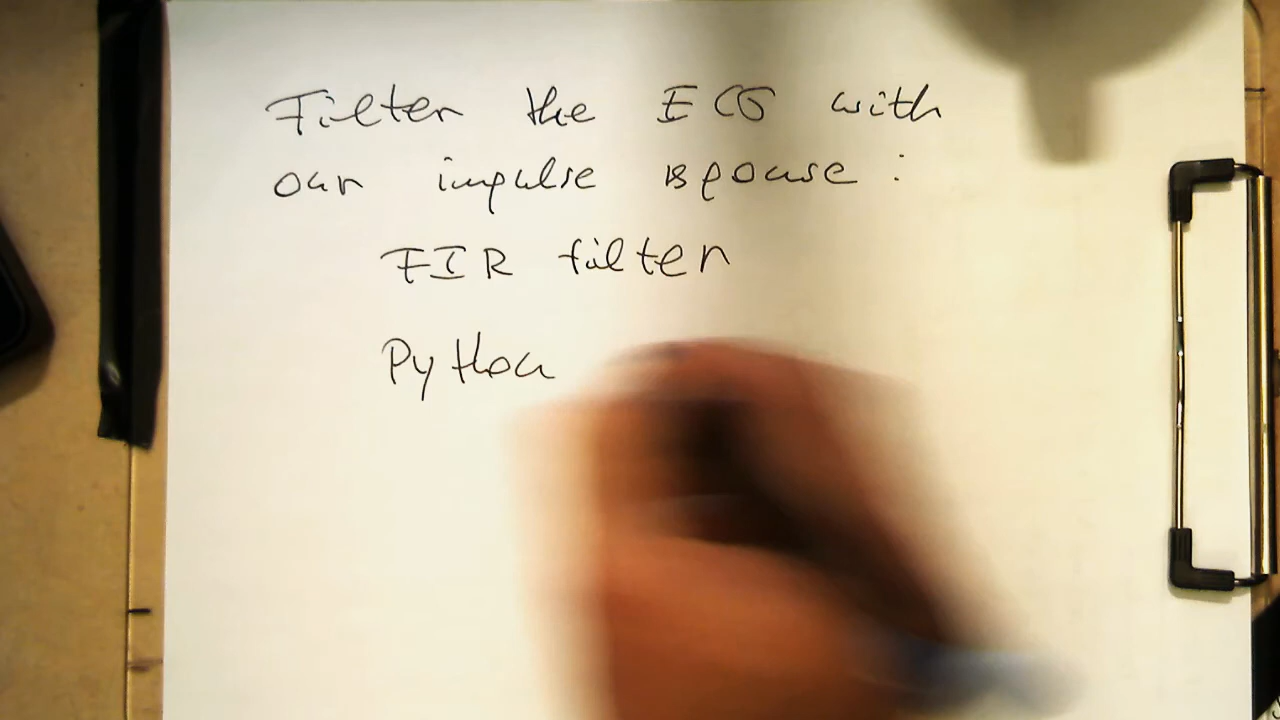 Filter the ECG with
our impulse response:
FIR filter
Python